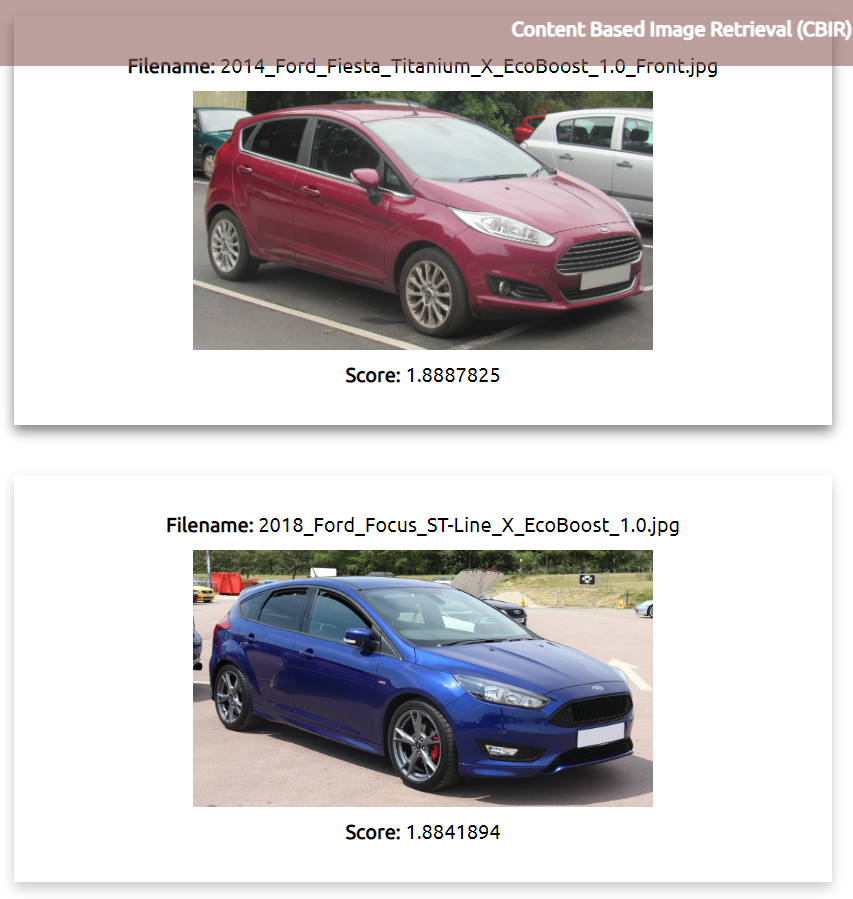 Content Based Image Retrieval (CBIR)
Filename: 2014_Ford_Fiesta_Titanium_X_EcoBoost_1.0_Front.jpg
Score: 1.8887825
Filename: 2018_Ford_Focus_ST-Line_X_EcoBoost_1.0.jpg
Score: 1.8841894